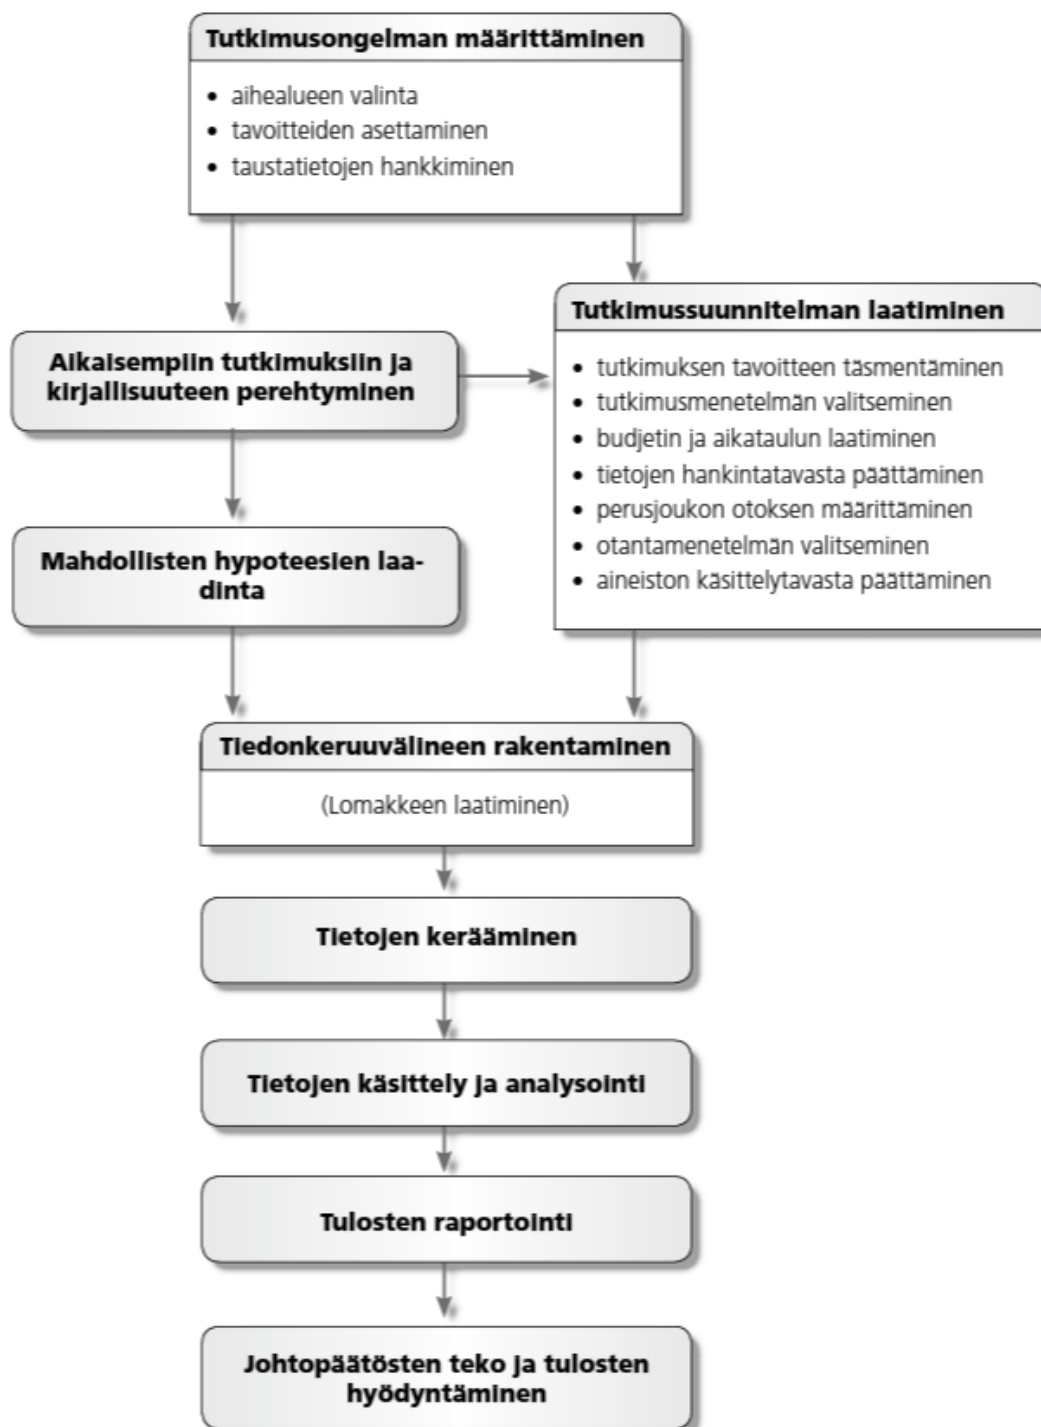 Tutkimusongelman määrittäminen
• aihealueen valinta
• tavoitteiden asettaminen
• taustatietojen hankkiminen
Aikaisempiin tutkimuksiin ja
kirjallisuuteen perehtyminen
Tutkimussuunnitelman laatiminen
• tutkimuksen tavoitteen täsmentäminen
• tutkimusmenetelmän valitseminen
• budjetin ja aikataulun laatiminen
• tietojen hankintatavasta päättäminen
• perusjoukon otoksen määrittäminen
• otantamenetelmän valitseminen
• aineiston käsittelytavasta päättäminen
Mahdollisten hypoteesien laa-
dinta
Tiedonkeruuvälineen rakentaminen
(Lomakkeen laatiminen)
Tietojen kerääminen
Tietojen käsittely ja analysointi
Tulosten raportointi
Johtopäätösten teko ja tulosten
hyödyntäminen